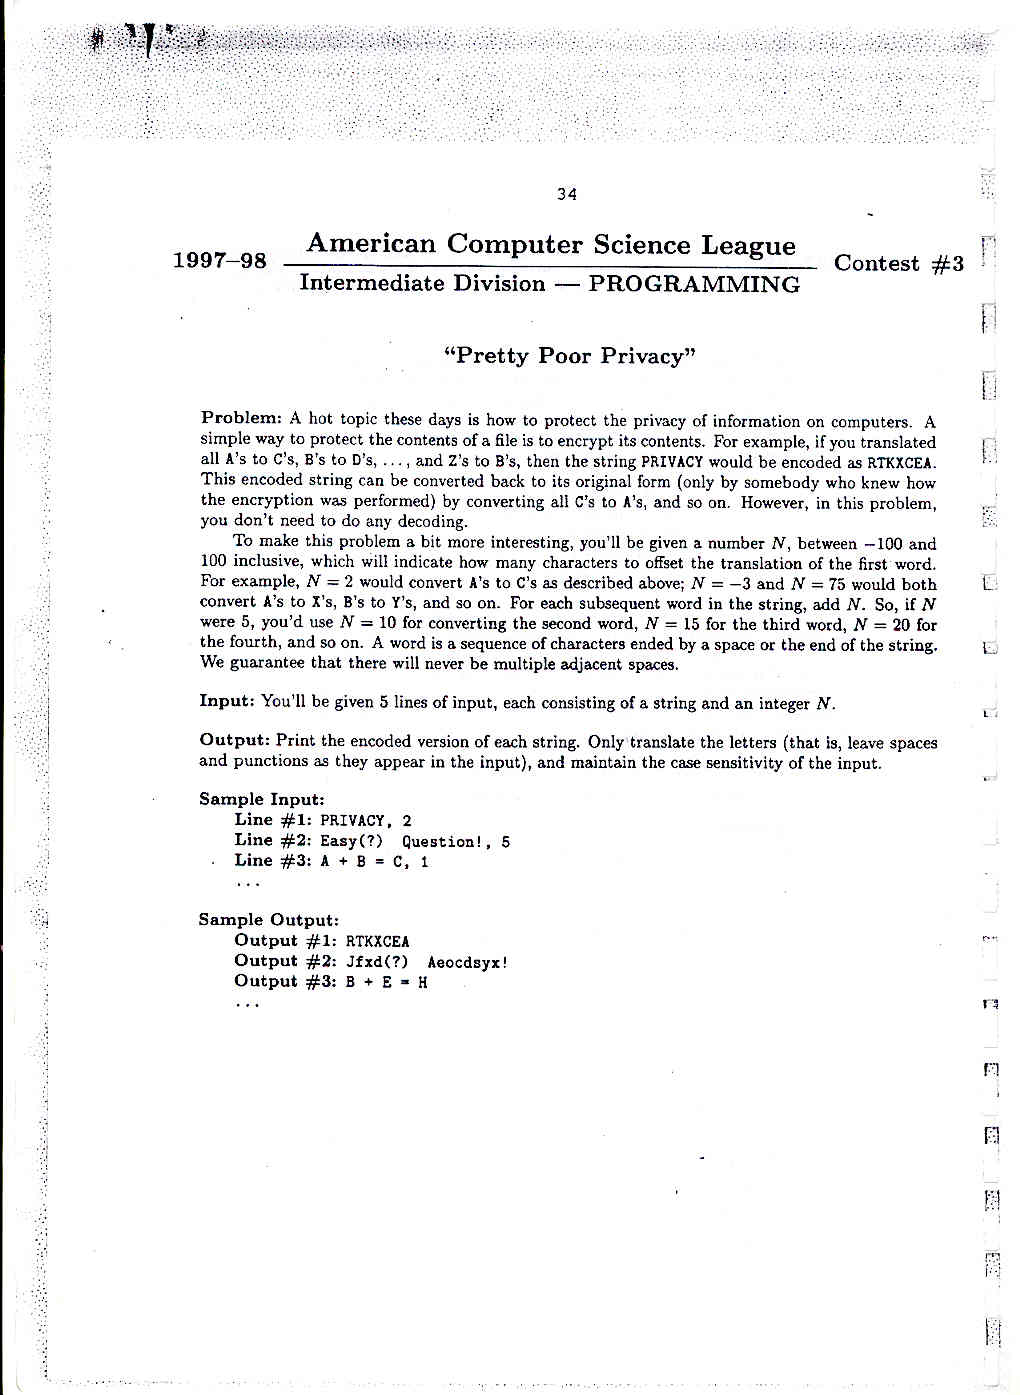 34
American Computer Science League
1997–98
Contest #3
Intermediate Division — PROGRAMMING
“Pretty Poor Privacy”
Problem: A hot topic these days is how to protect the privacy of information on computers. A
simple way to protect the contents of a file is to encrypt its contents. For example, if you translated
all A's to C's, B's to D's, ..., and Z's to B's, then the string PRIVACY would be encoded as RTKXCEA.
This encoded string can be converted back to its original form (only by somebody who knew how
the encryption was performed) by converting all C's to A's, and so on. However, in this problem,
you don't need to do any decoding.
To make this problem a bit more interesting, you'll be given a number N, between −100 and
100 inclusive, which will indicate how many characters to offset the translation of the first word.
For example, N = 2 would convert A's to C's as described above; N = −3 and N = 75 would both
convert A's to X's, B's to Y's, and so on. For each subsequent word in the string, add N. So, if N
were 5, you'd use N = 10 for converting the second word, N = 15 for the third word, N = 20 for
the fourth, and so on. A word is a sequence of characters ended by a space or the end of the string.
We guarantee that there will never be multiple adjacent spaces.
Input: You'll be given 5 lines of input, each consisting of a string and an integer N.
Output: Print the encoded version of each string. Only translate the letters (that is, leave spaces
and punctions as they appear in the input), and maintain the case sensitivity of the input.
Sample Input:
Line #1: PRIVACY, 2
Line #2: Easy(?) Question!, 5
Line #3: A + B = C, 1
...
Sample Output:
Output #1: RTKXCEA
Output #2: Jfxd(?) Aeocdsyx!
Output #3: B + E = H
...